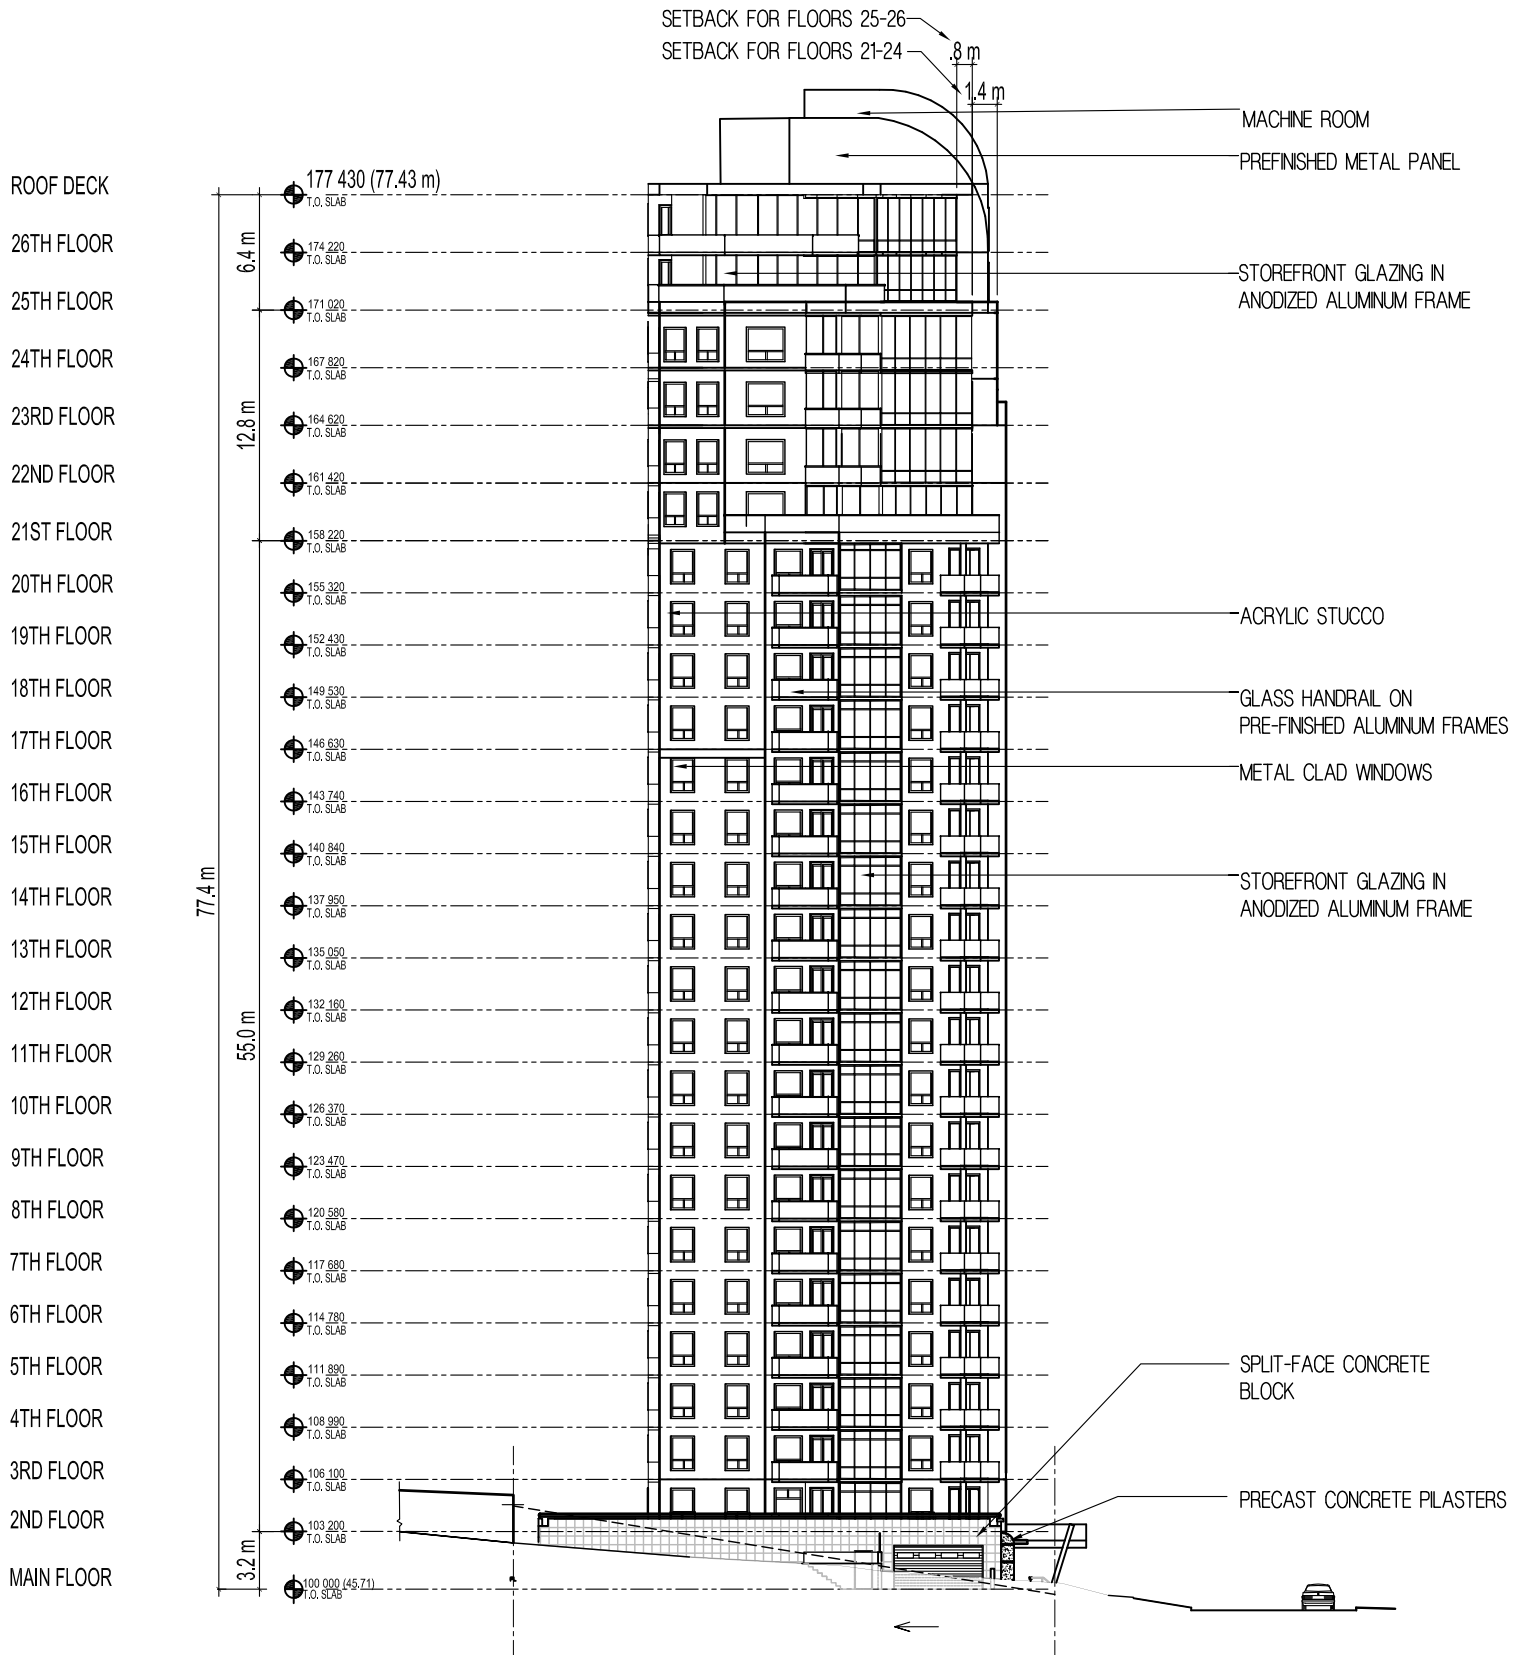 SETBACK FOR FLOORS 25-26
SETBACK FOR FLOORS 21-24
.8 m
1.4 m
MACHINE ROOM
PREFINISHED METAL PANEL
ROOF DECK
177 430 (77.43 m)
T.O. SLAB
26TH FLOOR
174 220
T.O. SLAB
6.4 m
STOREFRONT GLAZING IN
ANODIZED ALUMINUM FRAME
25TH FLOOR
171 020
T.O. SLAB
24TH FLOOR
167 820
T.O. SLAB
23RD FLOOR
164 620
T.O. SLAB
12.8 m
22ND FLOOR
161 420
T.O. SLAB
21ST FLOOR
158 220
T.O. SLAB
20TH FLOOR
155 320
T.O. SLAB
ACRYLIC STUCCO
19TH FLOOR
152 430
T.O. SLAB
18TH FLOOR
149 530
T.O. SLAB
GLASS HANDRAIL ON
PRE-FINISHED ALUMINUM FRAMES
17TH FLOOR
146 630
T.O. SLAB
METAL CLAD WINDOWS
16TH FLOOR
143 740
T.O. SLAB
15TH FLOOR
140 840
T.O. SLAB
77.4 m
STOREFRONT GLAZING IN
ANODIZED ALUMINUM FRAME
14TH FLOOR
137 950
T.O. SLAB
13TH FLOOR
135 050
T.O. SLAB
12TH FLOOR
132 160
T.O. SLAB
55.0 m
11TH FLOOR
129 260
T.O. SLAB
10TH FLOOR
126 370
T.O. SLAB
9TH FLOOR
123 470
T.O. SLAB
8TH FLOOR
120 580
T.O. SLAB
7TH FLOOR
117 680
T.O. SLAB
6TH FLOOR
114 780
T.O. SLAB
5TH FLOOR
111 890
T.O. SLAB
SPLIT-FACE CONCRETE
BLOCK
4TH FLOOR
108 990
T.O. SLAB
3RD FLOOR
106 100
T.O. SLAB
PRECAST CONCRETE PILASTERS
2ND FLOOR
103 200
T.O. SLAB
3.2 m
MAIN FLOOR
100 000 (45.71)
T.O. SLAB